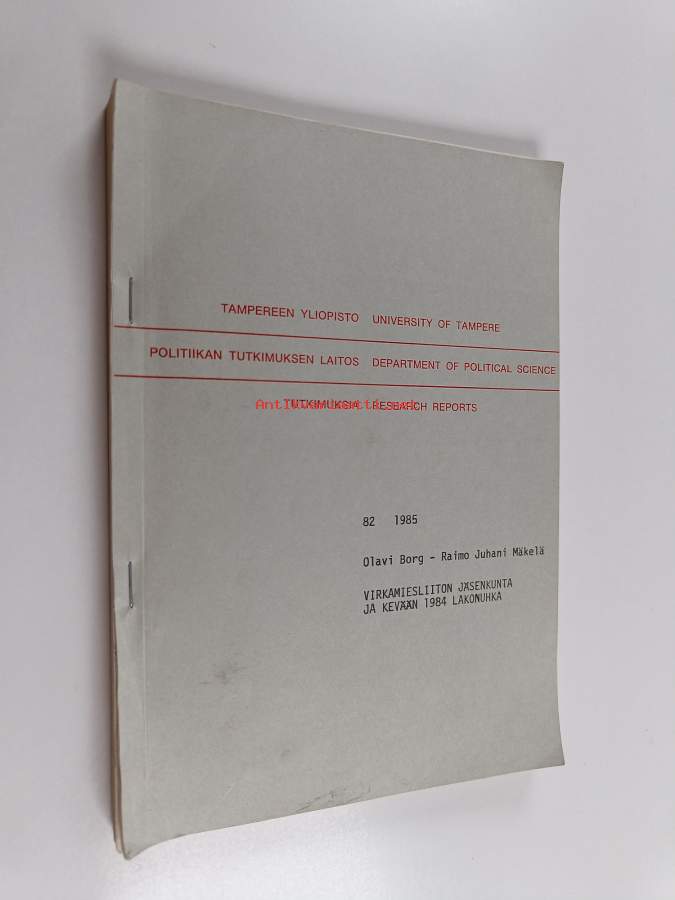 TAMPEREEN YLIOPISTO UNIVERSITY OF TAMPERE
POLITIIKAN TUTKIMUKSEN LAITOS DEPARTMENT OF POLITICAL SCIENCE
TUTKIMUKSIA RESEARCH REPORTS
82 1985
Olavi Borg - Raimo Juhani Mäkelä
VIRKAMIESLIITON JÄSENKUNTA
JA KEVÄÄN 1984 LAKONUHKA